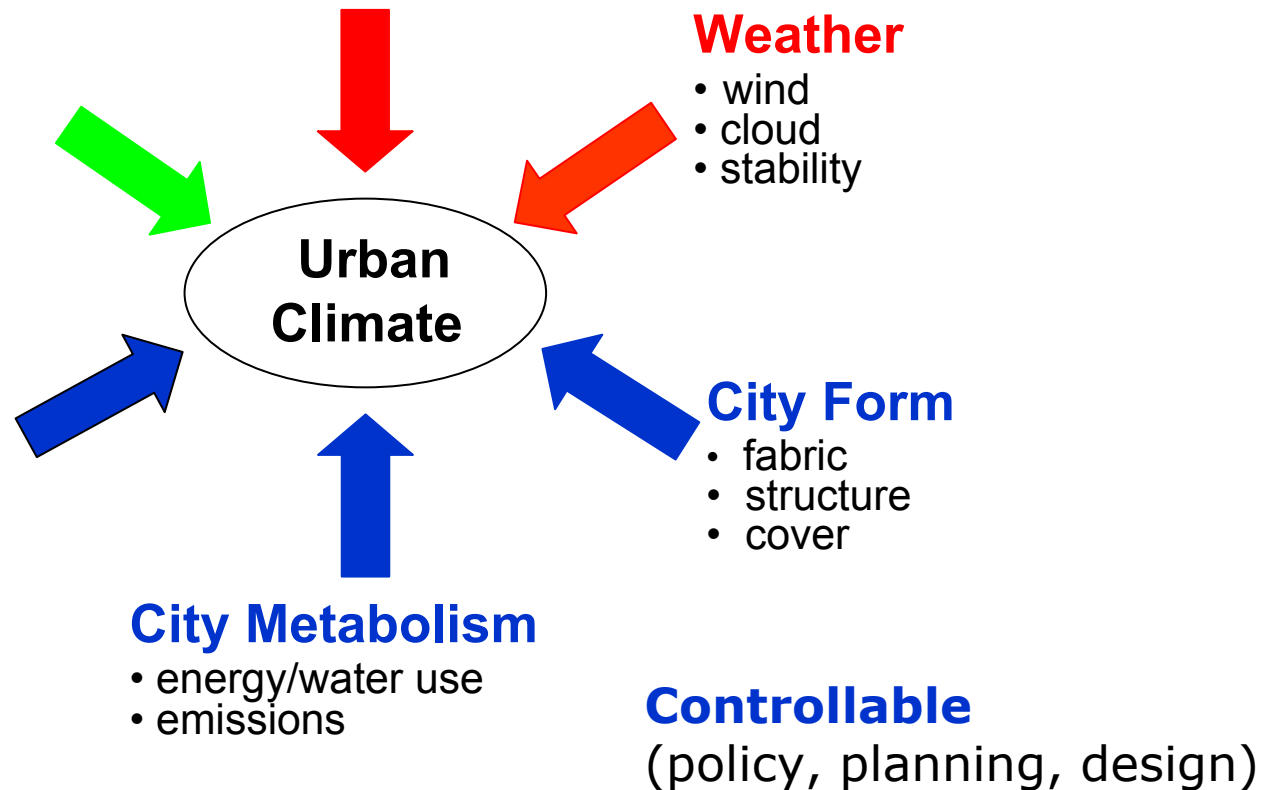 Weather
• wind
• cloud
• stability
Urban
Climate
City Form
• fabric
• structure
• cover
City Metabolism
• energy/water use
• emissions
Controllable
(policy, planning, design)